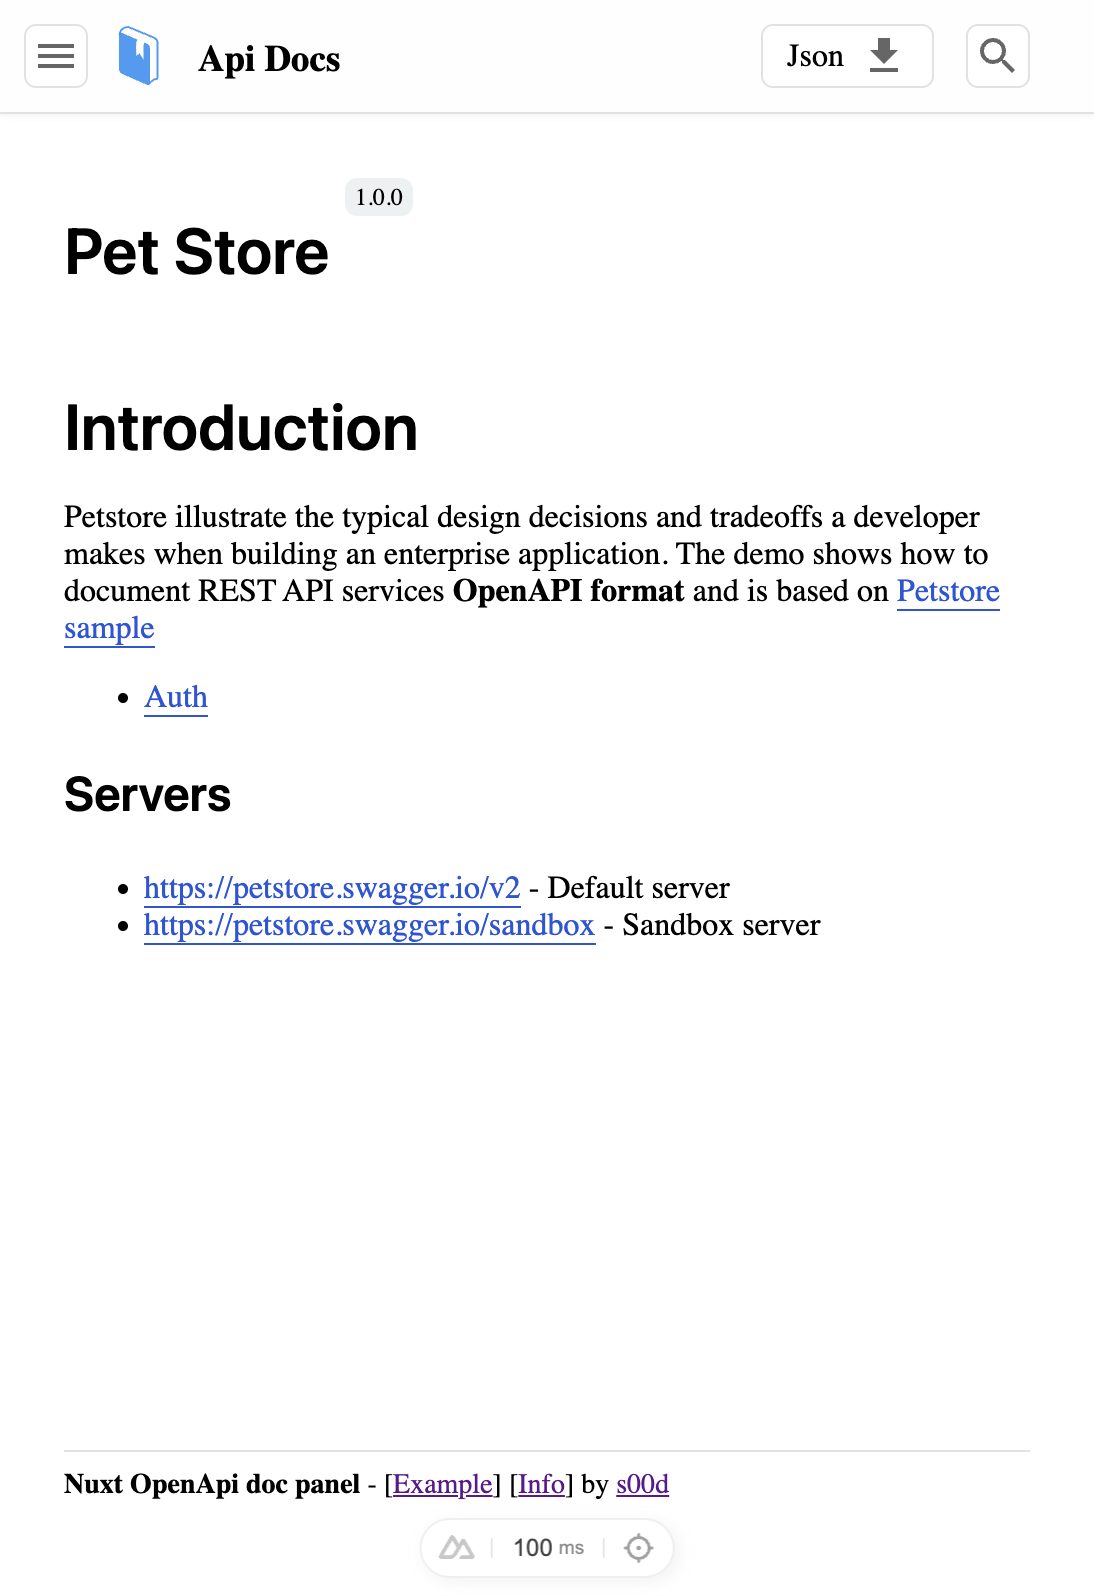 Api Docs
Json
1.0.0
Pet Store
Introduction
Petstore illustrate the typical design decisions and tradeoffs a developer
makes when building an enterprise application. The demo shows how to
document REST API services OpenAPI format and is based on Petstore
sample
• Auth
Servers
• https://petstore.swagger.io/v2 - Default server
• https://petstore.swagger.io/sandbox - Sandbox server
Nuxt OpenApi doc panel - [Example] [Info] by s00d
100 ms